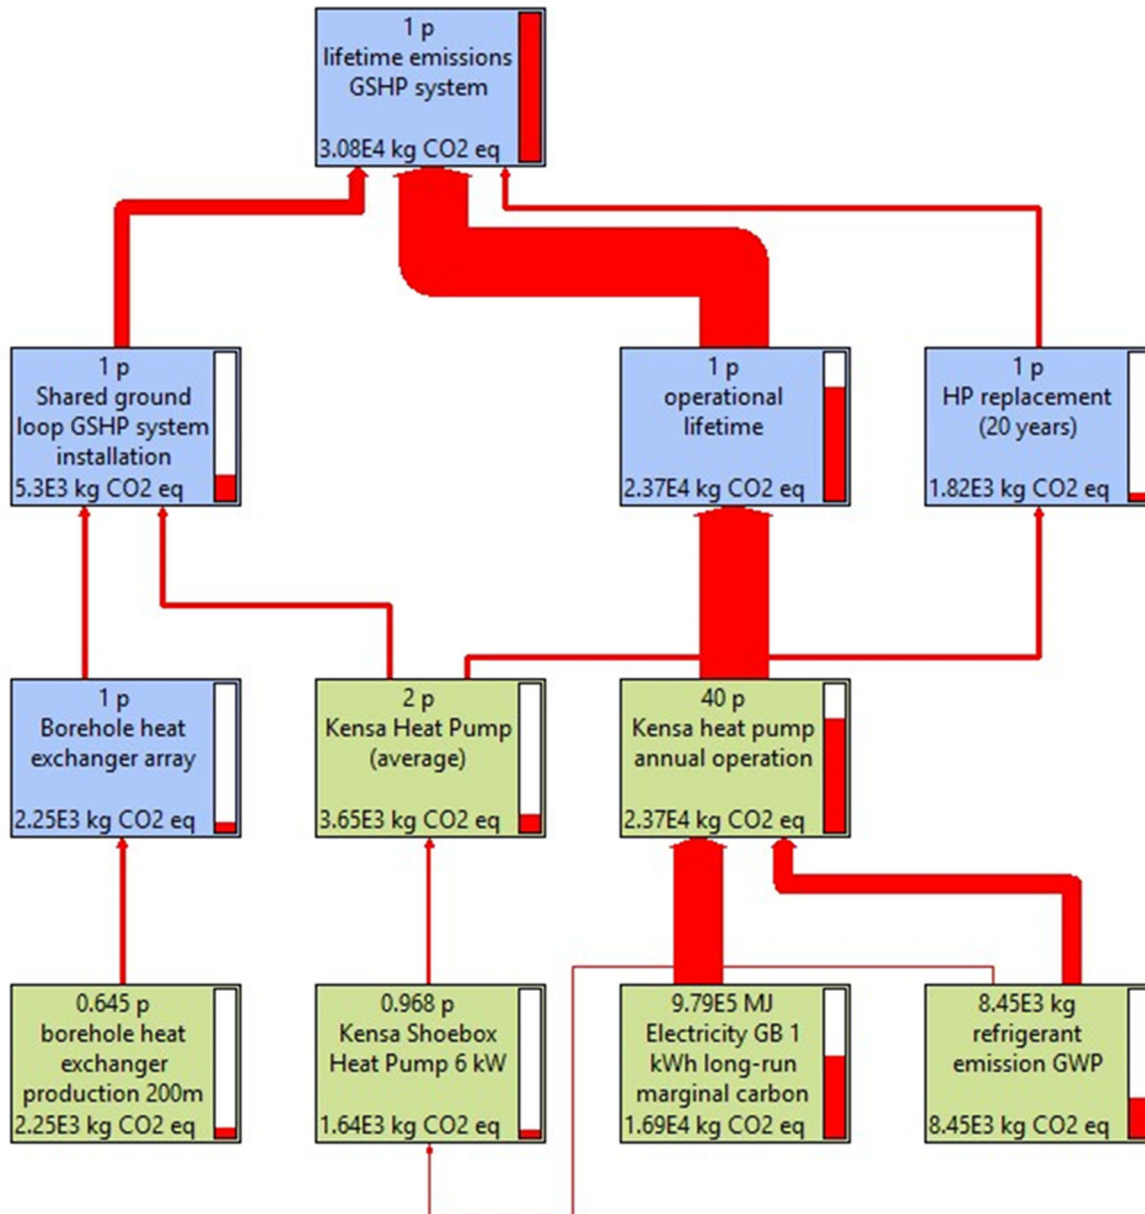 1 p
lifetime emissions
GSHP system
3.08E4 kg CO2 eq
1 p
Shared ground
loop GSHP system
installation
5.3E3 kg CO2 eq
1 p
operational
lifetime
2.37E4 kg CO2 eq
1 p
HP replacement
(20 years)
1.82E3 kg CO2 eq
1 p
Borehole heat
exchanger array
2.25E3 kg CO2 eq
2 p
Kensa Heat Pump
(average)
3.65E3 kg CO2 eq
40 p
Kensa heat pump
annual operation
2.37E4 kg CO2 eq
0.645 p
borehole heat
exchanger
production 200m
2.25E3 kg CO2 eq
0.968 p
Kensa Shoebox
Heat Pump 6 kW
1.64E3 kg CO2 eq
9.79E5 MJ
Electricity GB 1
kWh long-run
marginal carbon
1.69E4 kg CO2 eq
8.45E3 kg
refrigerant
emission GWP
8.45E3 kg CO2 eq